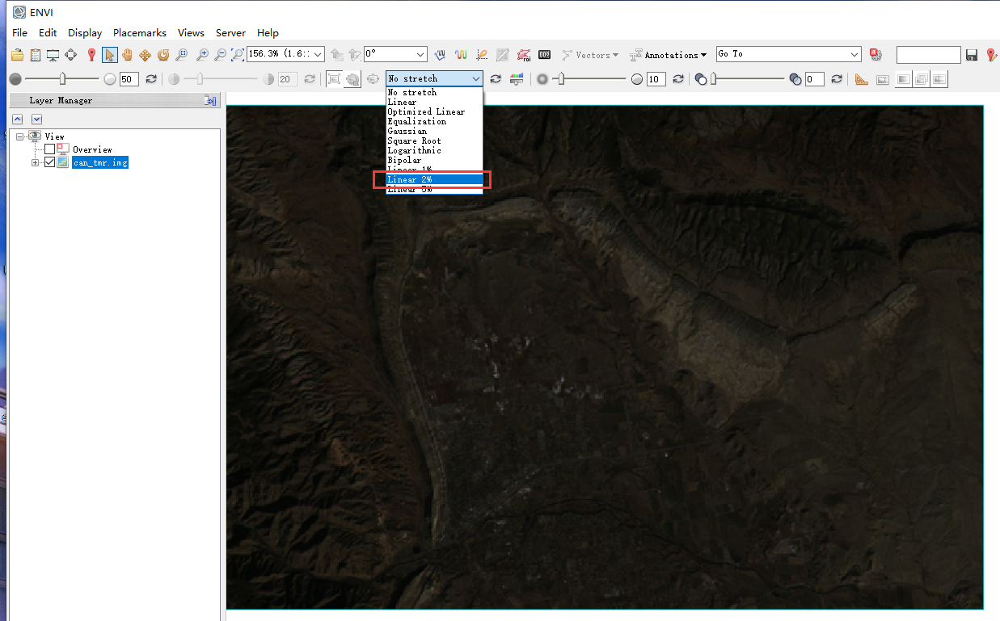 ENVI
File Edit Display Placemarks Views Server Help
156.3% (1.6:: 0° Vectors Annotations Go To
50 20 No stretch 10 0
No stretch
Linear
Optimized Linear
Equalization
Gaussian
Square Root
Logarithmic
Bipolar
Linear 1%
Linear 2%
Linear 5%
Layer Manager
View
Overview
can_tmr.img